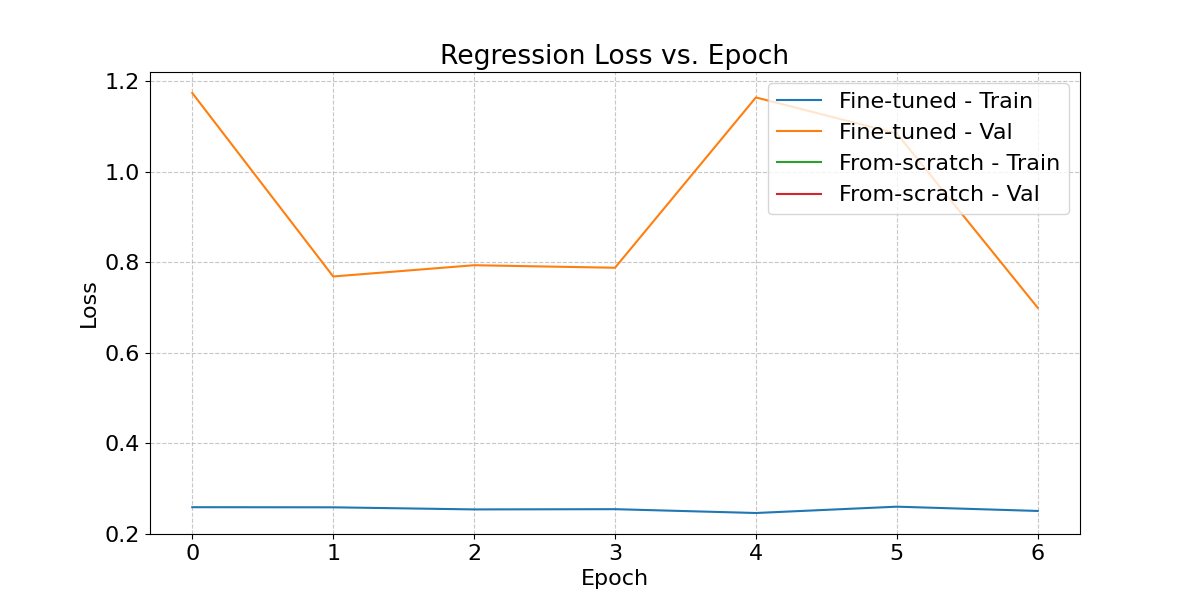 Regression Loss vs. Epoch
1.2
1.0
0.8
0.6
0.4
0.2
Loss
Fine-tuned - Train
Fine-tuned - Val
From-scratch - Train
From-scratch - Val
0 1 2 3 4 5 6
Epoch